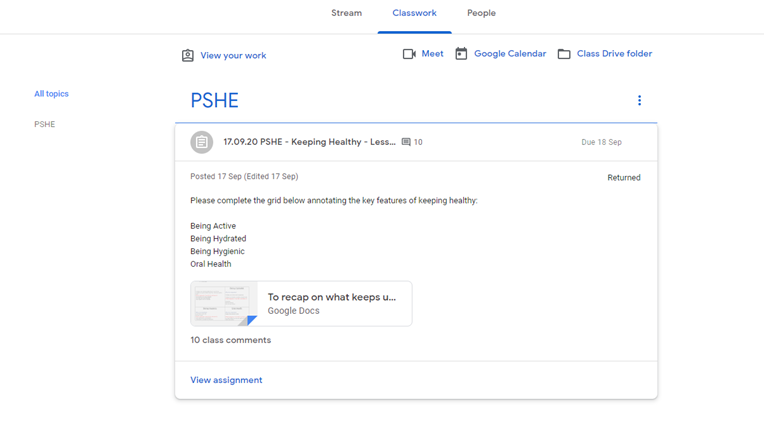 Stream Classwork People
View your work
Meet Google Calendar Class Drive folder
All topics
PSHE
PSHE
17.09.20 PSHE - Keeping Healthy - Less... 10 Due 18 Sep
Posted 17 Sep (Edited 17 Sep) Returned
Please complete the grid below annotating the key features of keeping healthy:
Being Active
Being Hydrated
Being Hygienic
Oral Health
To recap on what keeps u...
Google Docs
10 class comments
View assignment